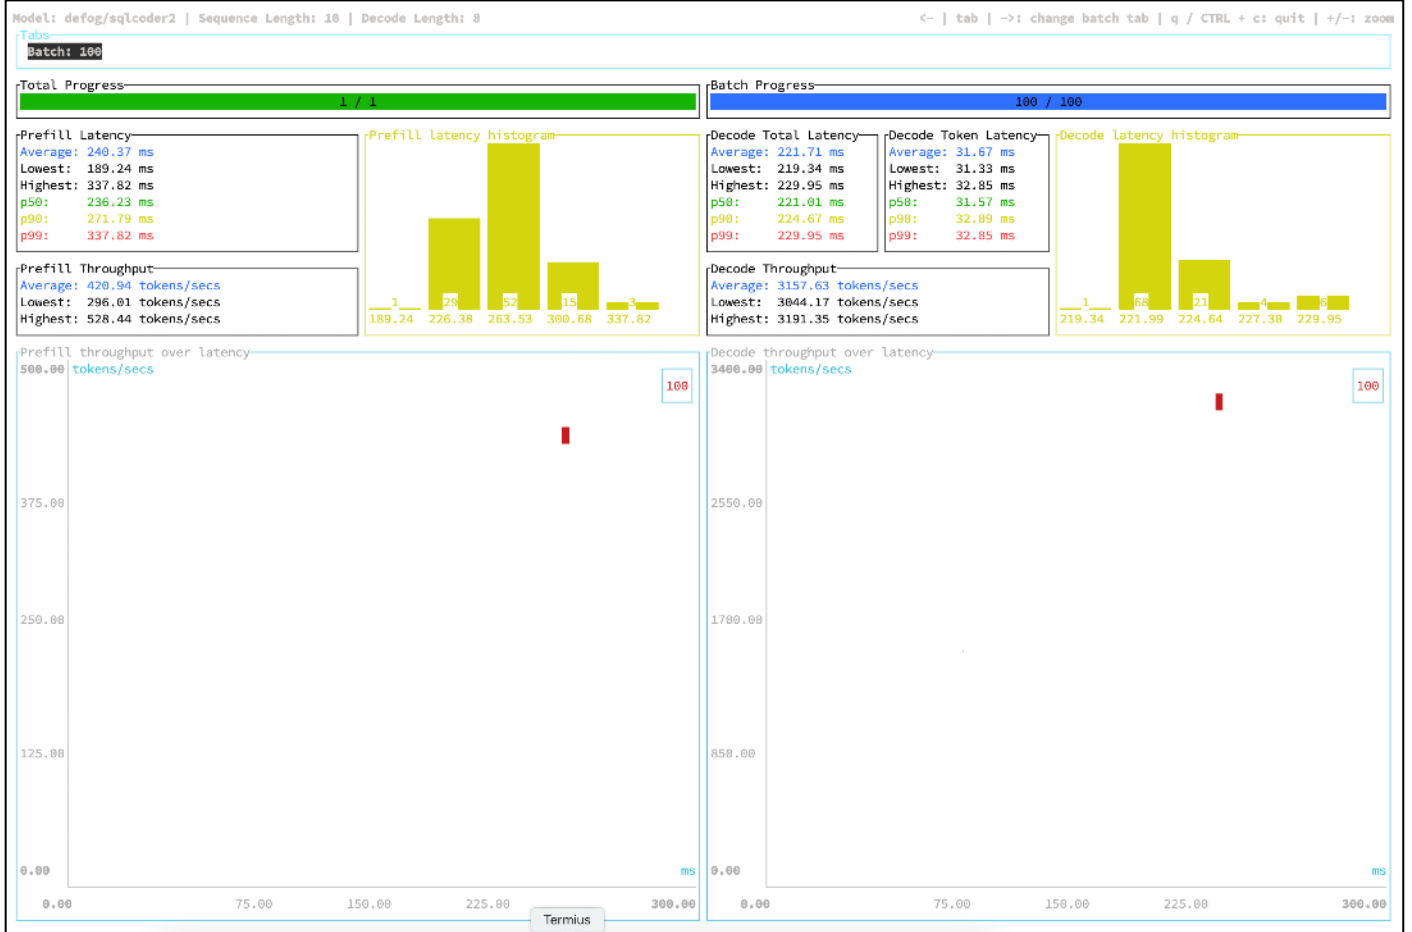 Model: defog/sqlcoder2 | Sequence Length: 10 | Decode Length: 8
<- | tab | ->: change batch tab | q / CTRL + c: quit | +/-: zoom
Tabs
Batch: 100
Total Progress
1 / 1
Batch Progress
100 / 100
Prefill Latency
Average: 240.37 ms
Lowest: 189.24 ms
Highest: 337.82 ms
p50: 236.23 ms
p90: 271.79 ms
p99: 337.82 ms
Prefill Throughput
Average: 420.94 tokens/secs
Lowest: 296.01 tokens/secs
Highest: 528.44 tokens/secs
Prefill latency histogram
1 29 52 15 3
189.24 226.38 263.53 300.68 337.82
Decode Total Latency
Average: 221.71 ms
Lowest: 219.34 ms
Highest: 229.95 ms
p50: 221.01 ms
p90: 224.67 ms
p99: 229.95 ms
Decode Token Latency
Average: 31.67 ms
Lowest: 31.33 ms
Highest: 32.85 ms
p50: 31.57 ms
p90: 32.09 ms
p99: 32.85 ms
Decode Throughput
Average: 3157.63 tokens/secs
Lowest: 3044.17 tokens/secs
Highest: 3191.35 tokens/secs
Decode latency histogram
1 68 21 4 6
219.34 221.99 224.64 227.30 229.95
Prefill throughput over latency
500.00 tokens/secs
100
375.00
250.00
125.00
0.00
ms
0.00 75.00 150.00 225.00 300.00
Decode throughput over latency
3400.00 tokens/secs
100
2550.00
1700.00
850.00
0.00
ms
0.00 75.00 150.00 225.00 300.00
Termius